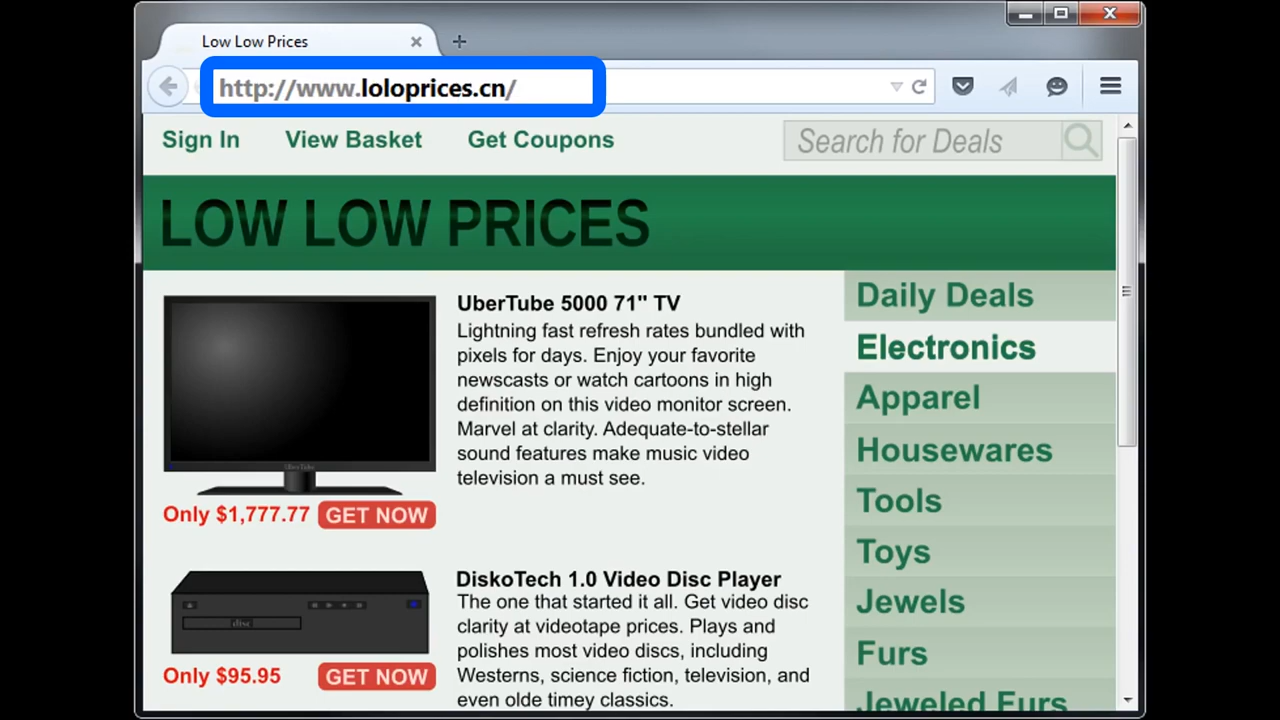 Low Low Prices
http://www.loloprices.cn/
Sign In View Basket Get Coupons
Search for Deals
LOW LOW PRICES
UberTube 5000 71" TV
Lightning fast refresh rates bundled with
pixels for days. Enjoy your favorite
newscasts or watch cartoons in high
definition on this video monitor screen.
Marvel at clarity. Adequate-to-stellar
sound features make music video
television a must see.
UberTube
Only $1,777.77 GET NOW
DiskoTech 1.0 Video Disc Player
The one that started it all. Get video disc
clarity at videotape prices. Plays and
polishes most video discs, including
Westerns, science fiction, television, and
even olde timey classics.
disc
Only $95.95 GET NOW
Daily Deals
Electronics
Apparel
Housewares
Tools
Toys
Jewels
Furs
Jeweled Furs